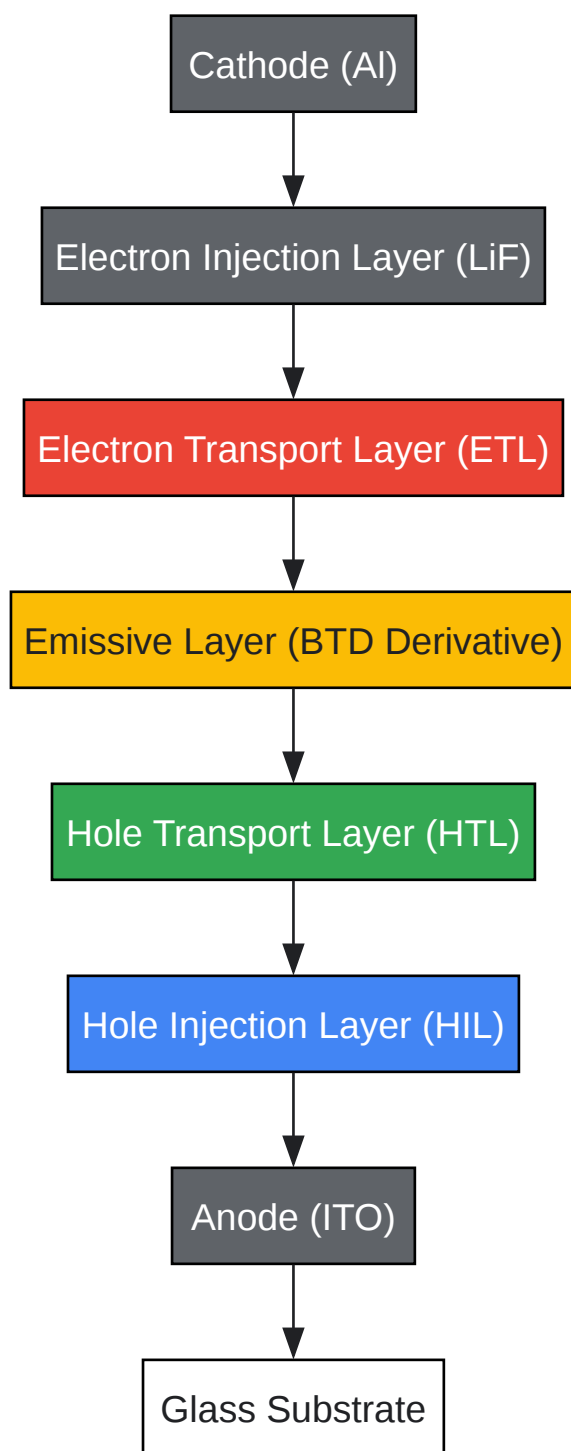 Cathode (Al)
Electron Injection Layer (LiF)
Electron Transport Layer (ETL)
Emissive Layer (BTD Derivative)
Hole Transport Layer (HTL)
Hole Injection Layer (HIL)
Anode (ITO)
Glass Substrate